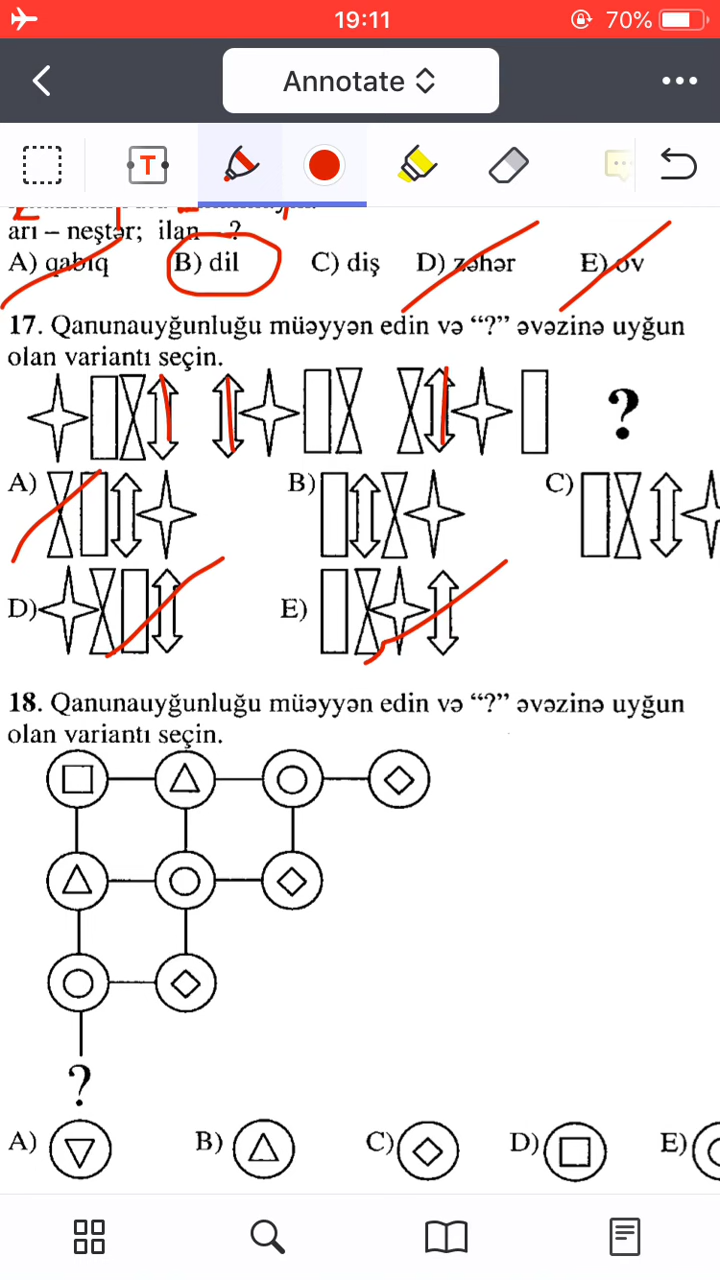 19:11
70%
Annotate
T
arı – neştər; ilan – ?
A) qabıq B) dil C) diş D) zəhər E) ov
17. Qanunauyğunluğu müəyyən edin və “?” əvəzinə uyğun
olan variantı seçin.
?
A) B) C)
D) E)
18. Qanunauyğunluğu müəyyən edin və “?” əvəzinə uyğun
olan variantı seçin.
?
A) B) C) D) E)